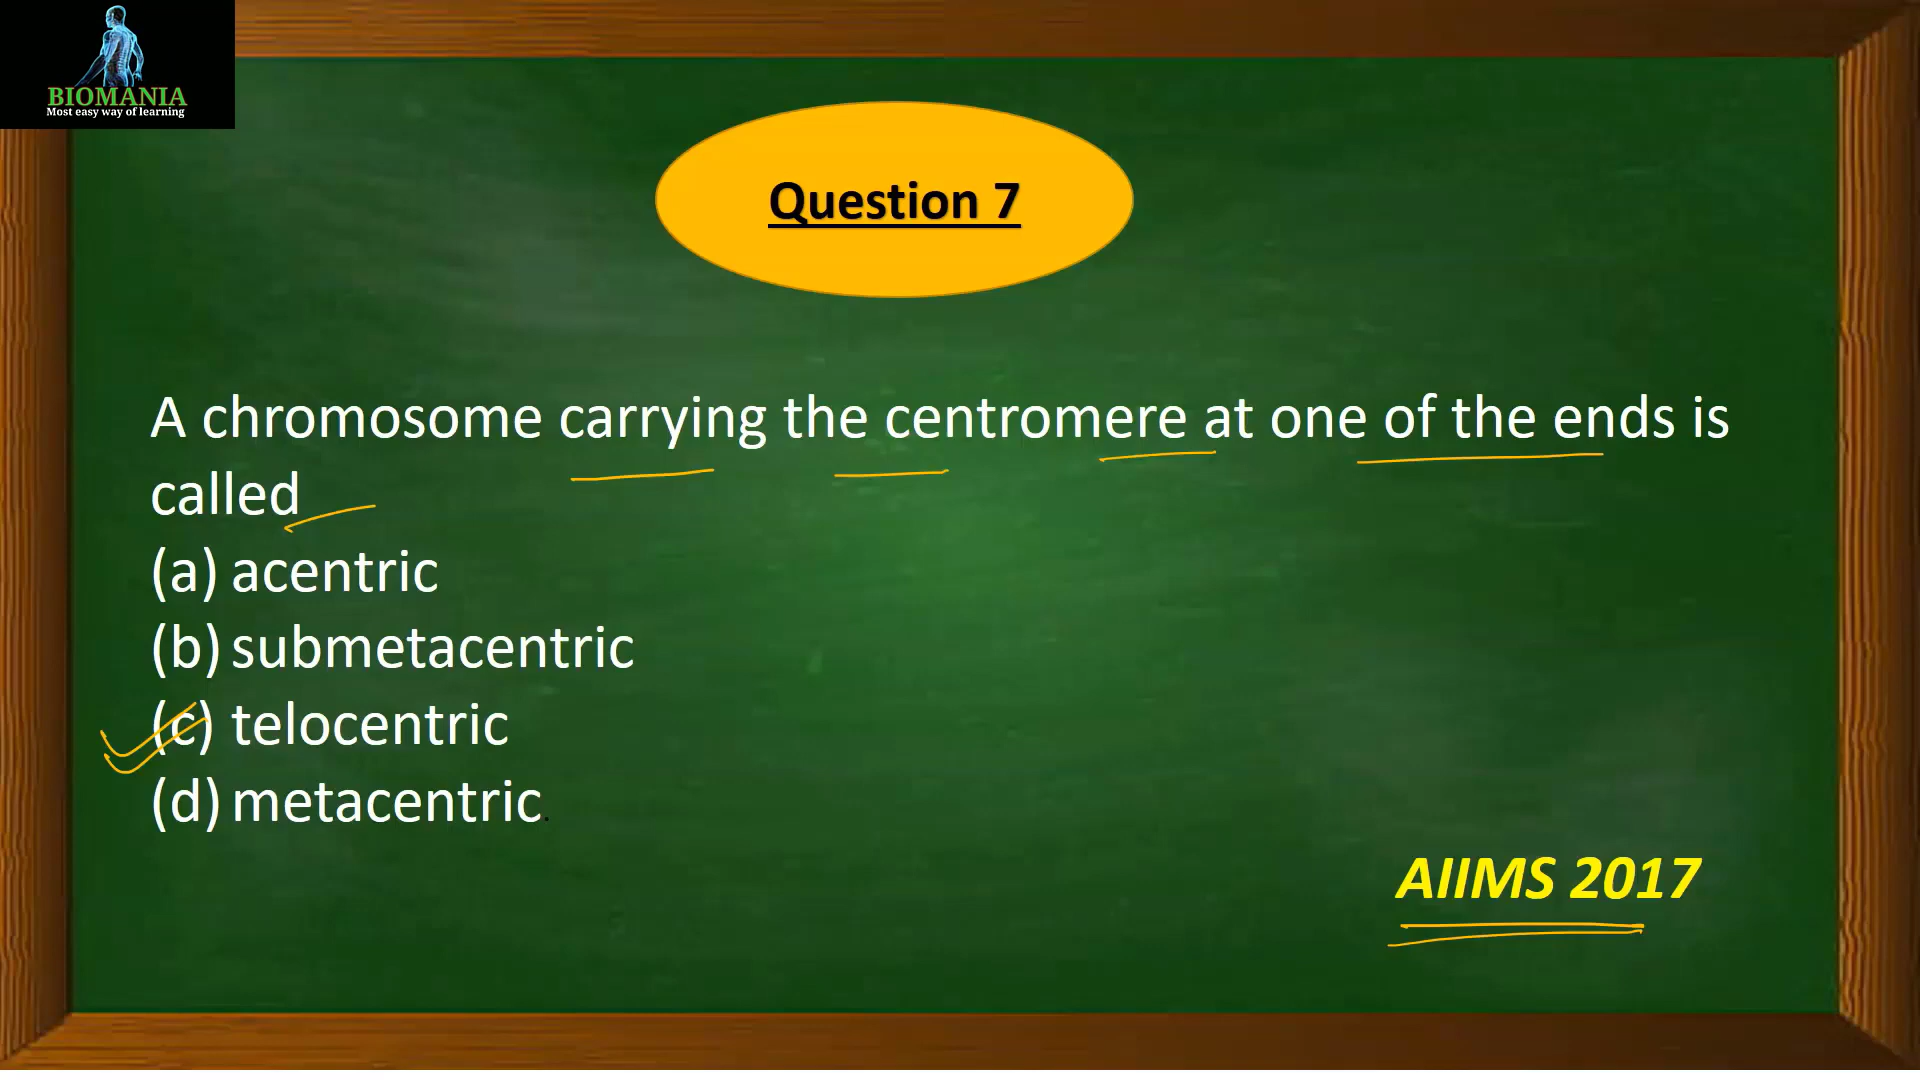 BIOMANIA
Most easy way of learning
Question 7
A chromosome carrying the centromere at one of the ends is
called
(a) acentric
(b) submetacentric
(c) telocentric
(d) metacentric.
AIIMS 2017